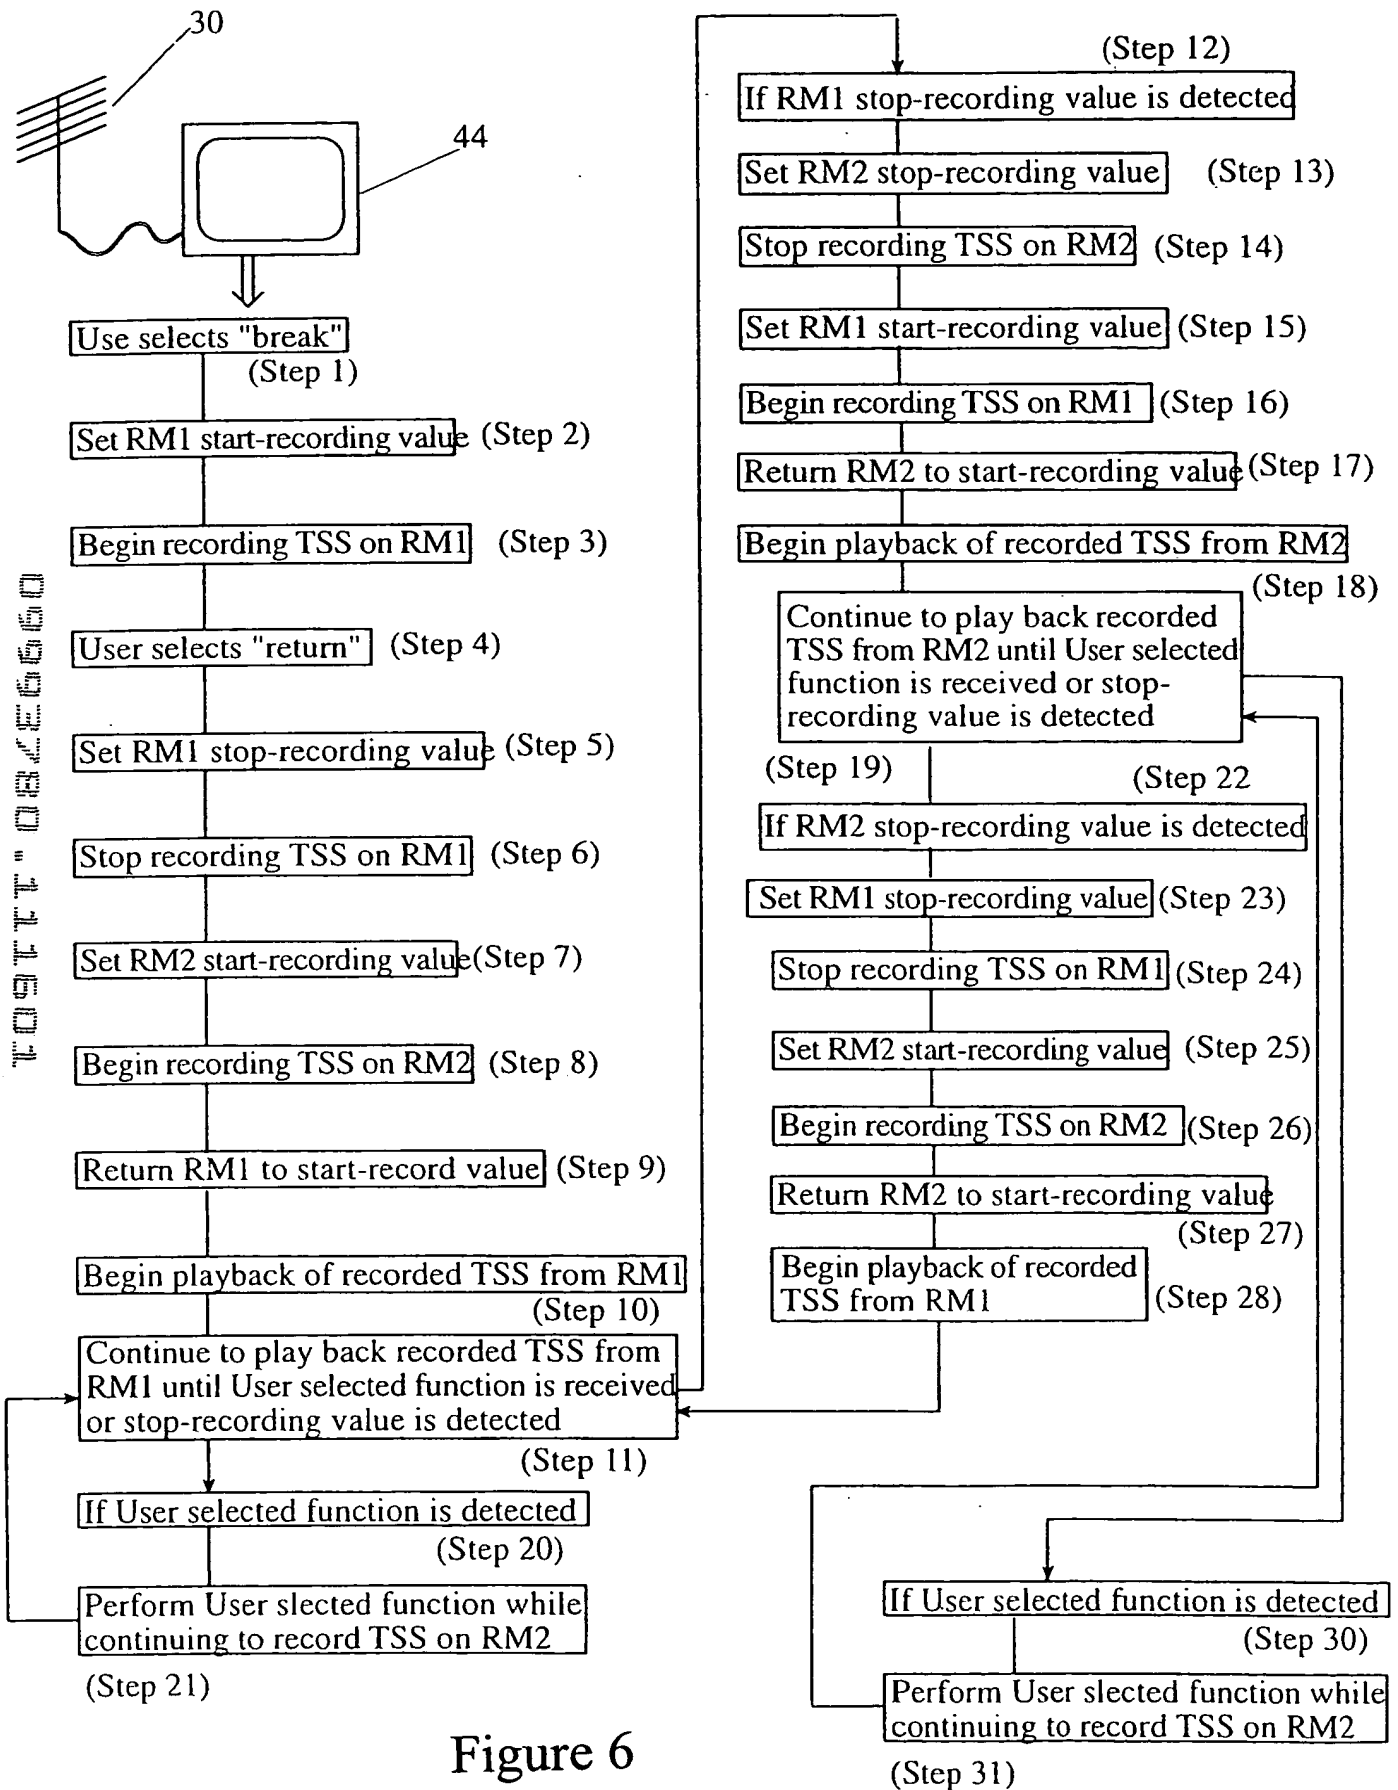 30
44
Use selects "break"
(Step 1)
Set RM1 start-recording value (Step 2)
Begin recording TSS on RM1 (Step 3)
User selects "return" (Step 4)
Set RM1 stop-recording value (Step 5)
Stop recording TSS on RM1 (Step 6)
Set RM2 start-recording value (Step 7)
Begin recording TSS on RM2 (Step 8)
Return RM1 to start-record value (Step 9)
Begin playback of recorded TSS from RM1
(Step 10)
Continue to play back recorded TSS from
RM1 until User selected function is received
or stop-recording value is detected
(Step 11)
If User selected function is detected
(Step 20)
Perform User slected function while
continuing to record TSS on RM2
(Step 21)
(Step 12)
If RM1 stop-recording value is detected
Set RM2 stop-recording value (Step 13)
Stop recording TSS on RM2 (Step 14)
Set RM1 start-recording value (Step 15)
Begin recording TSS on RM1 (Step 16)
Return RM2 to start-recording value (Step 17)
Begin playback of recorded TSS from RM2
(Step 18)
Continue to play back recorded
TSS from RM2 until User selected
function is received or stop-
recording value is detected
(Step 19)
(Step 22
If RM2 stop-recording value is detected
Set RM1 stop-recording value (Step 23)
Stop recording TSS on RM1 (Step 24)
Set RM2 start-recording value (Step 25)
Begin recording TSS on RM2 (Step 26)
Return RM2 to start-recording value
(Step 27)
Begin playback of recorded
TSS from RM1 (Step 28)
If User selected function is detected
(Step 30)
Perform User slected function while
continuing to record TSS on RM2
(Step 31)
Figure 6
09993780.111601